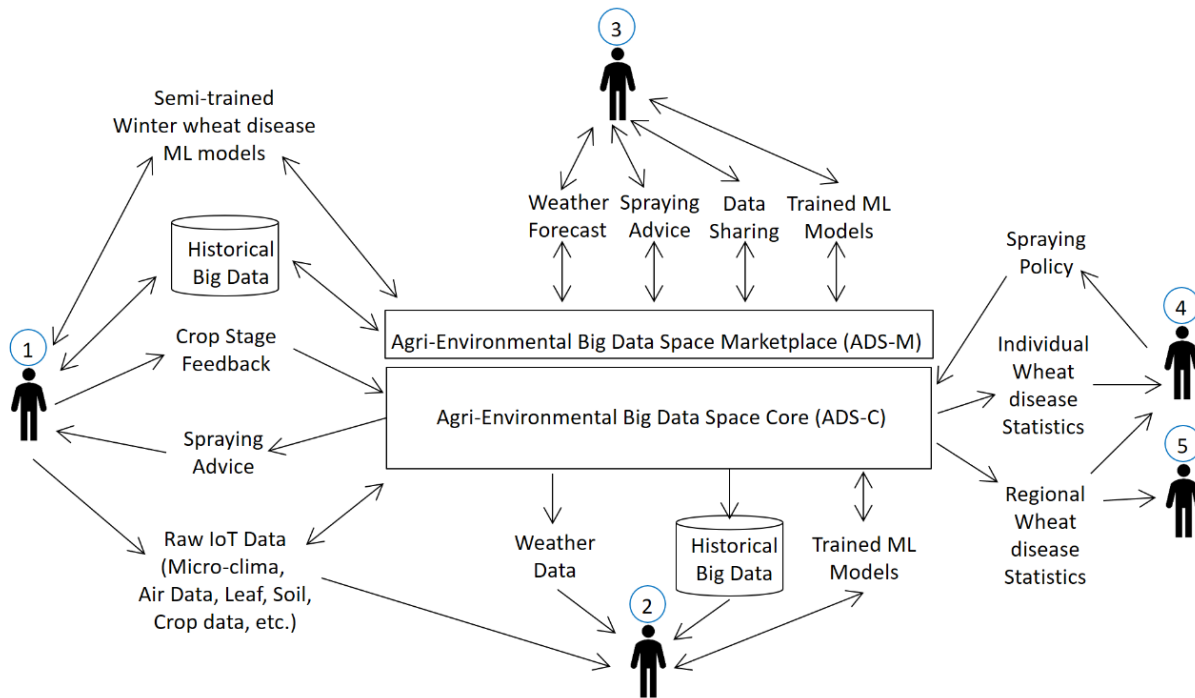 3
Semi-trained
Winter wheat disease
ML models
Weather
Forecast
Spraying
Advice
Data
Sharing
Trained ML
Models
Historical
Big Data
Spraying
Policy
1
Crop Stage
Feedback
Agri-Environmental Big Data Space Marketplace (ADS-M)
Agri-Environmental Big Data Space Core (ADS-C)
4
Individual
Wheat
disease
Statistics
Spraying
Advice
5
Regional
Wheat
disease
Statistics
Raw IoT Data
(Micro-clima,
Air Data, Leaf, Soil,
Crop data, etc.)
Weather
Data
Historical
Big Data
Trained ML
Models
2